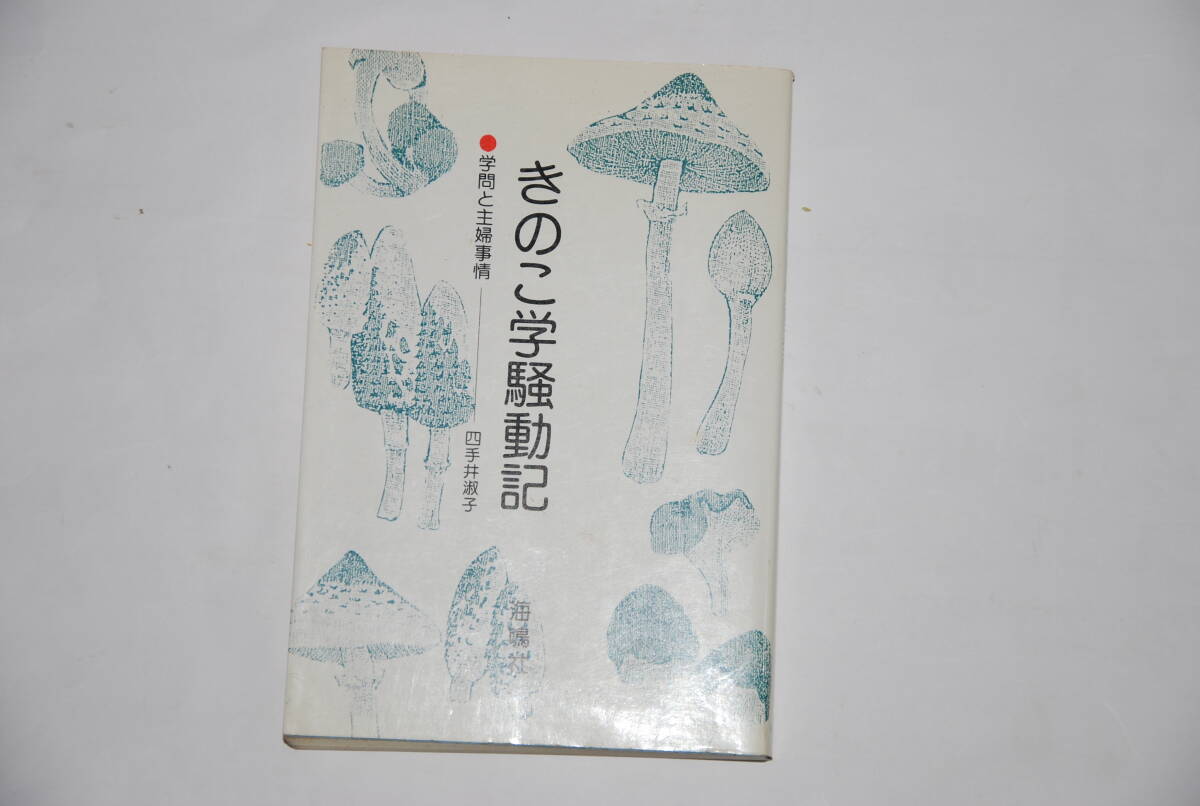 きのこ学騒動記
●学問と主婦事情
四手井淑子
海鳴社